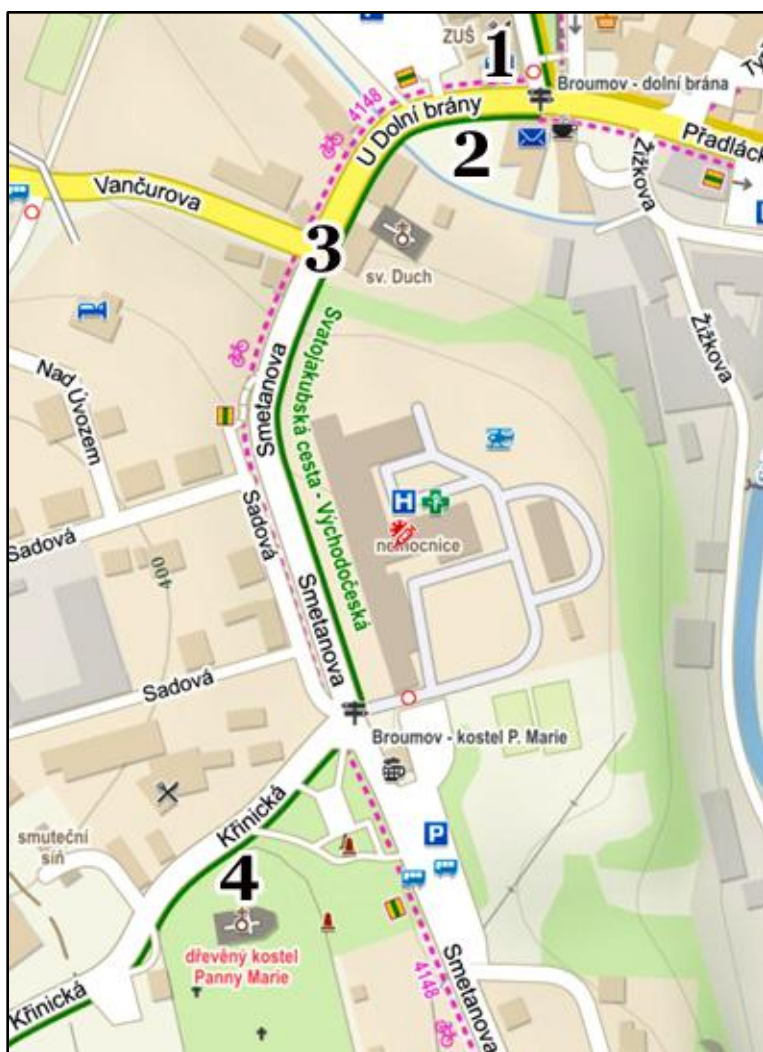 ZUŠ
1
Broumov - dolní brána
4148
U Dolní brány
2
Přadlác
Žižkova
Vančurova
3
sv. Duch
Žižkova
Svatojakubská cesta - Východočeská
Smetanova
Nad Úvozem
H
nemocnice
Sadová
Sadová
400
Smetanova
Sadová
Broumov - kostel P. Marie
Křinická
P
smuteční
síň
4
dřevěný kostel
Panny Marie
Smetanova
4148
Křinická